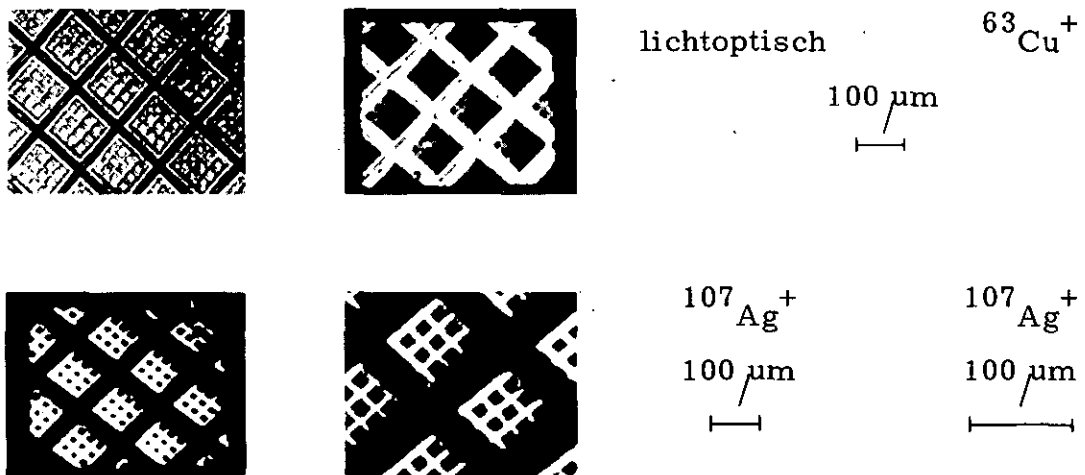 lichtoptisch ⁶³Cu⁺
100 µm
¹⁰⁷Ag⁺ ¹⁰⁷Ag⁺
100 µm 100 µm